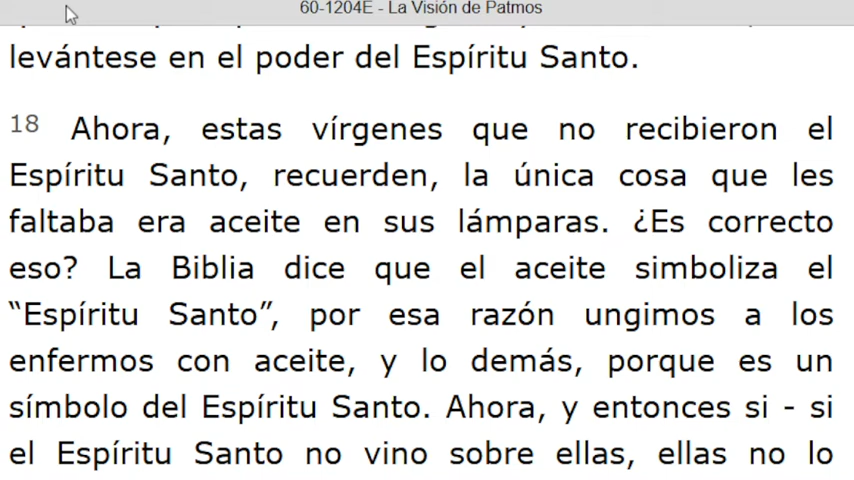 60-1204E - La Visión de Patmos
levántese en el poder del Espíritu Santo.
18 Ahora, estas vírgenes que no recibieron el
Espíritu Santo, recuerden, la única cosa que les
faltaba era aceite en sus lámparas. ¿Es correcto
eso? La Biblia dice que el aceite simboliza el
“Espíritu Santo”, por esa razón ungimos a los
enfermos con aceite, y lo demás, porque es un
símbolo del Espíritu Santo. Ahora, y entonces si - si
el Espíritu Santo no vino sobre ellas, ellas no lo